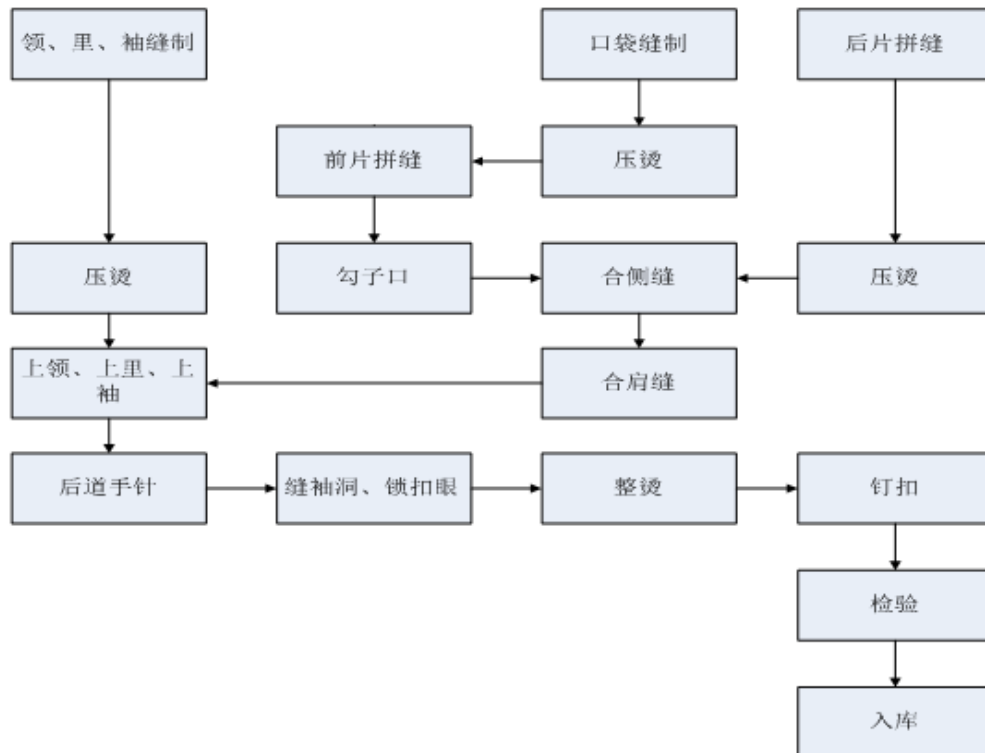 领、里、袖缝制
口袋缝制
后片拼缝
前片拼缝
压烫
压烫
勾子口
合侧缝
压烫
上领、上里、上
袖
合肩缝
后道手针
缝袖洞、锁扣眼
整烫
钉扣
检验
入库